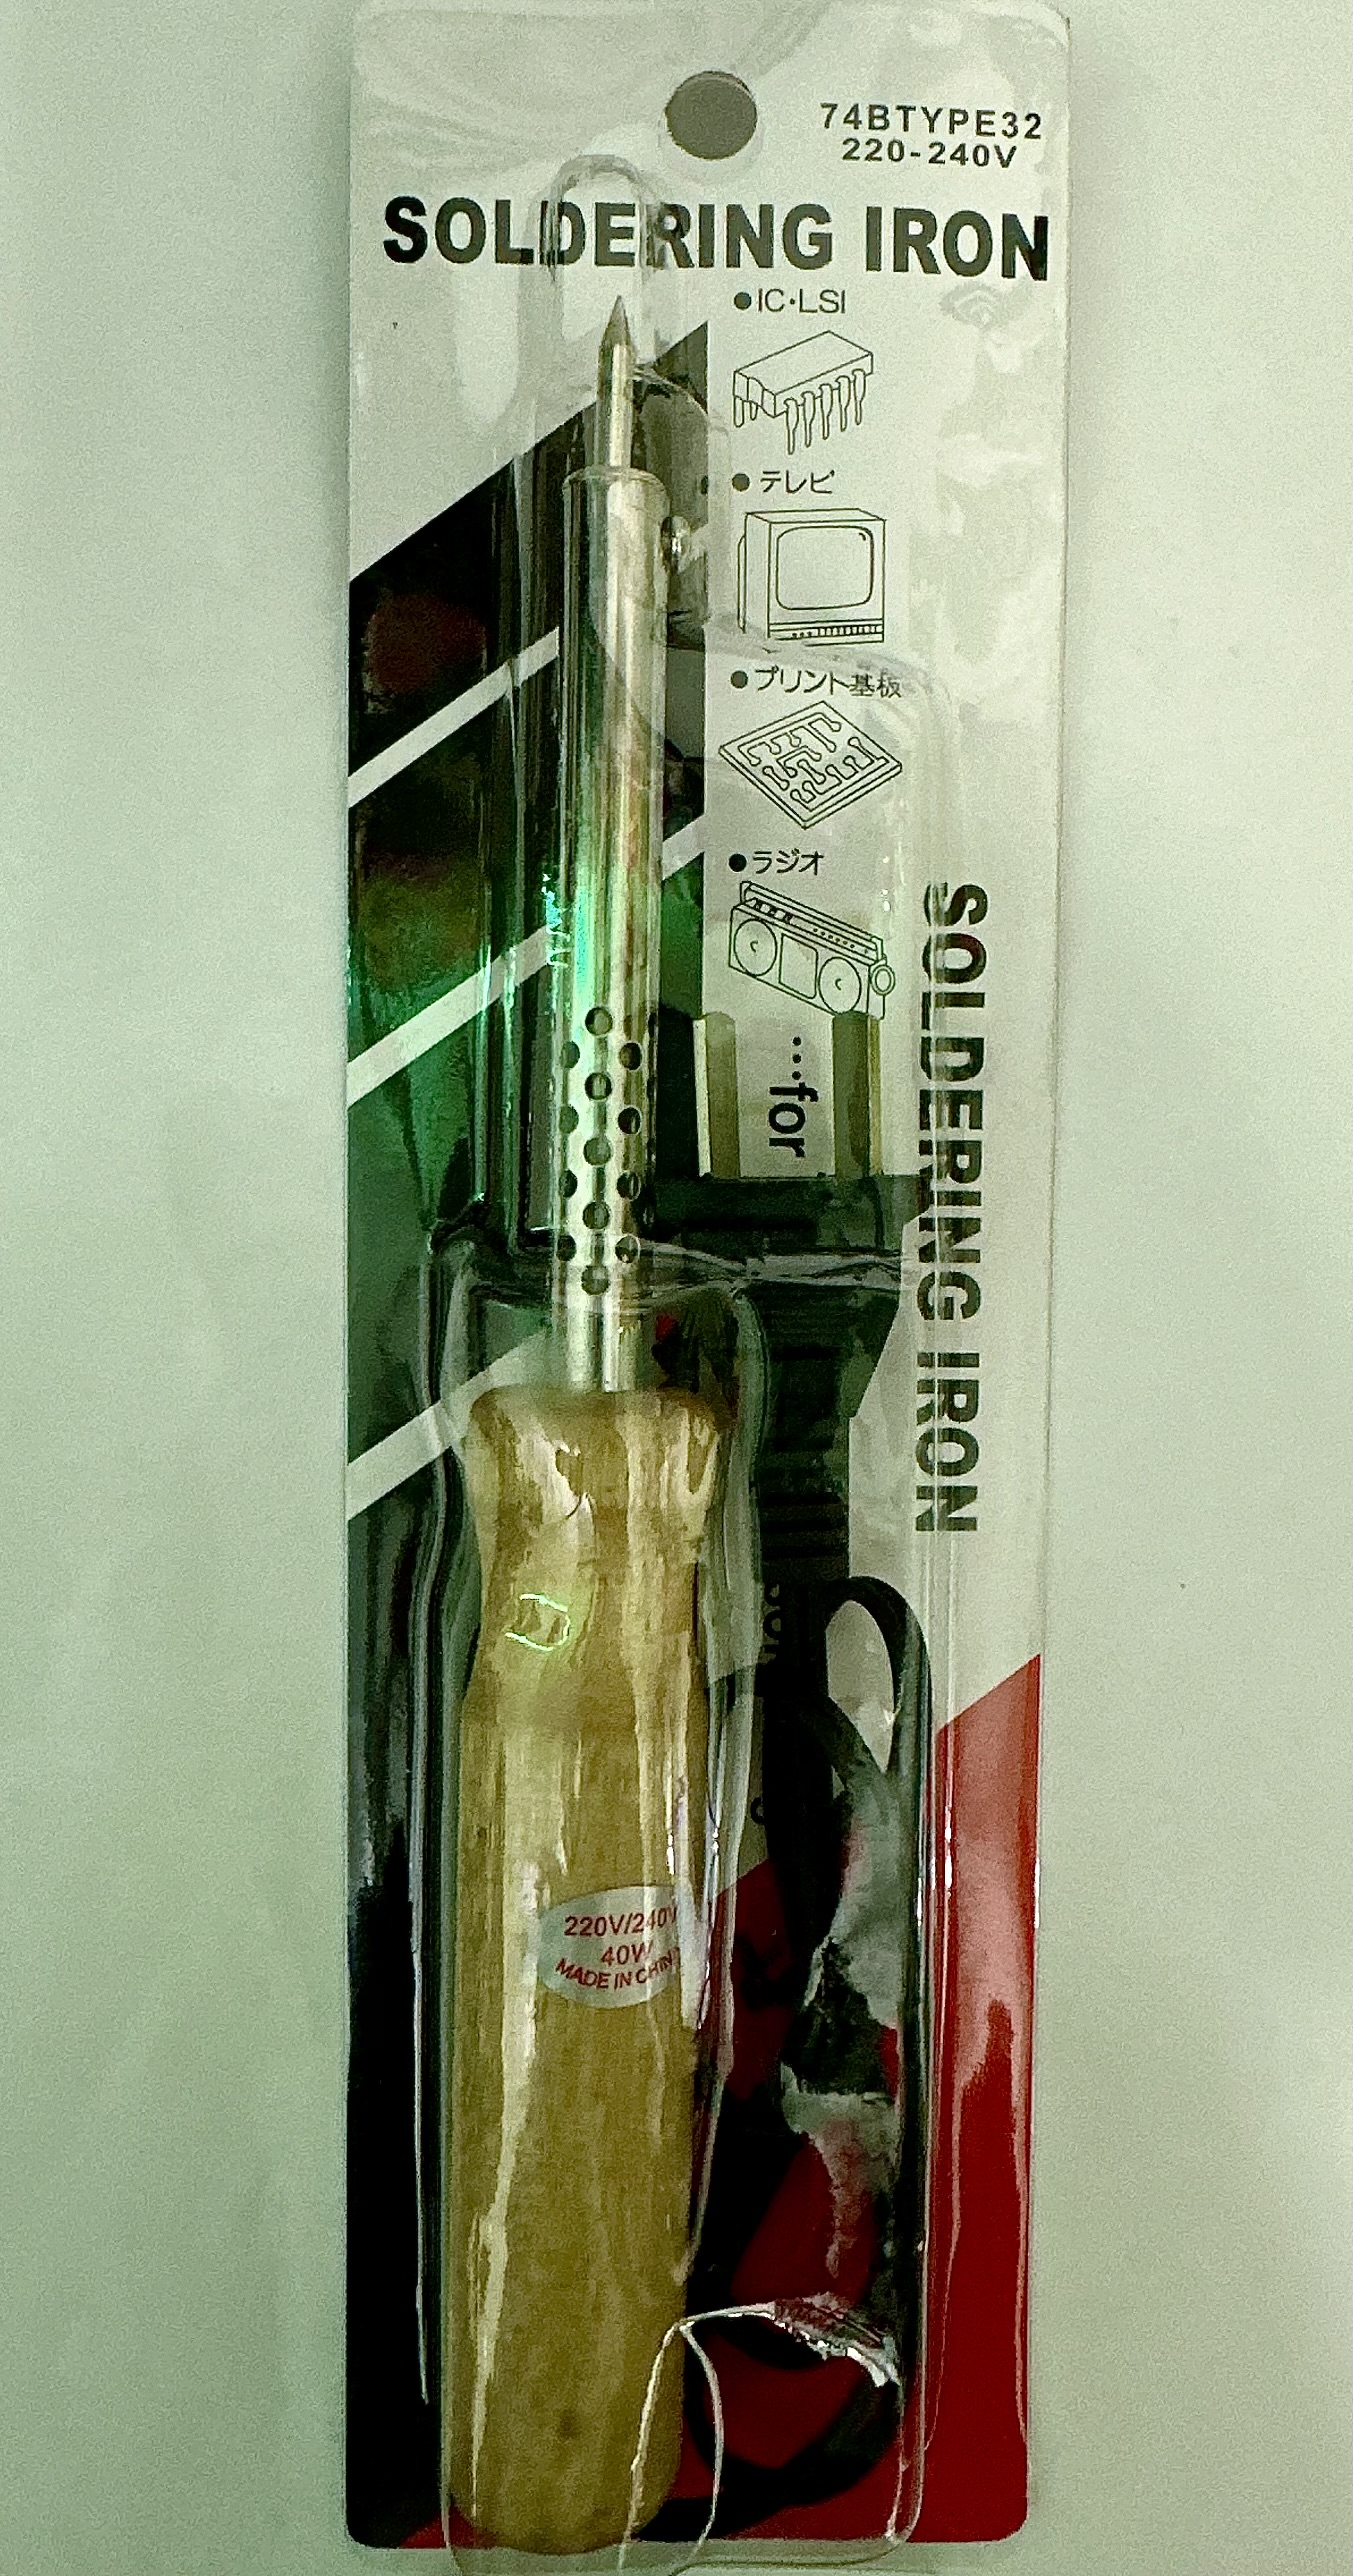 74BTYPE32
220-240V
SOLDERING IRON
●IC·LSI
●テレビ
●プリント基板
●ラジオ
...for
SOLDERING IRON
220V/240V
40W
MADE IN CHIN